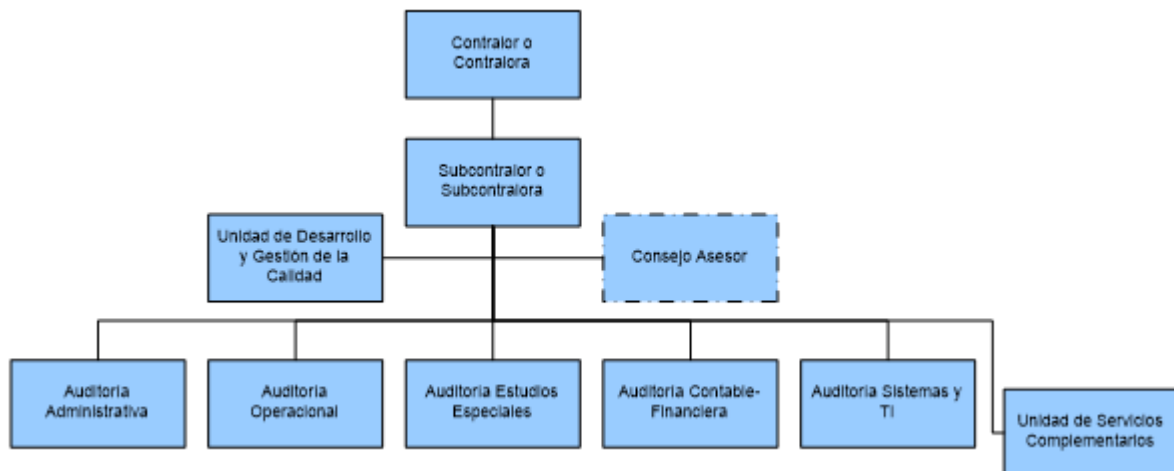 Contralor o
Contralora
Subcontralor o
Subcontralora
Unidad de Desarrollo
y Gestión de la
Calidad
Consejo Asesor
Auditoría
Administrativa
Auditoría
Operacional
Auditoría Estudios
Especiales
Auditoría Contable-
Financiera
Auditoría Sistemas y
TI
Unidad de Servicios
Complementarios